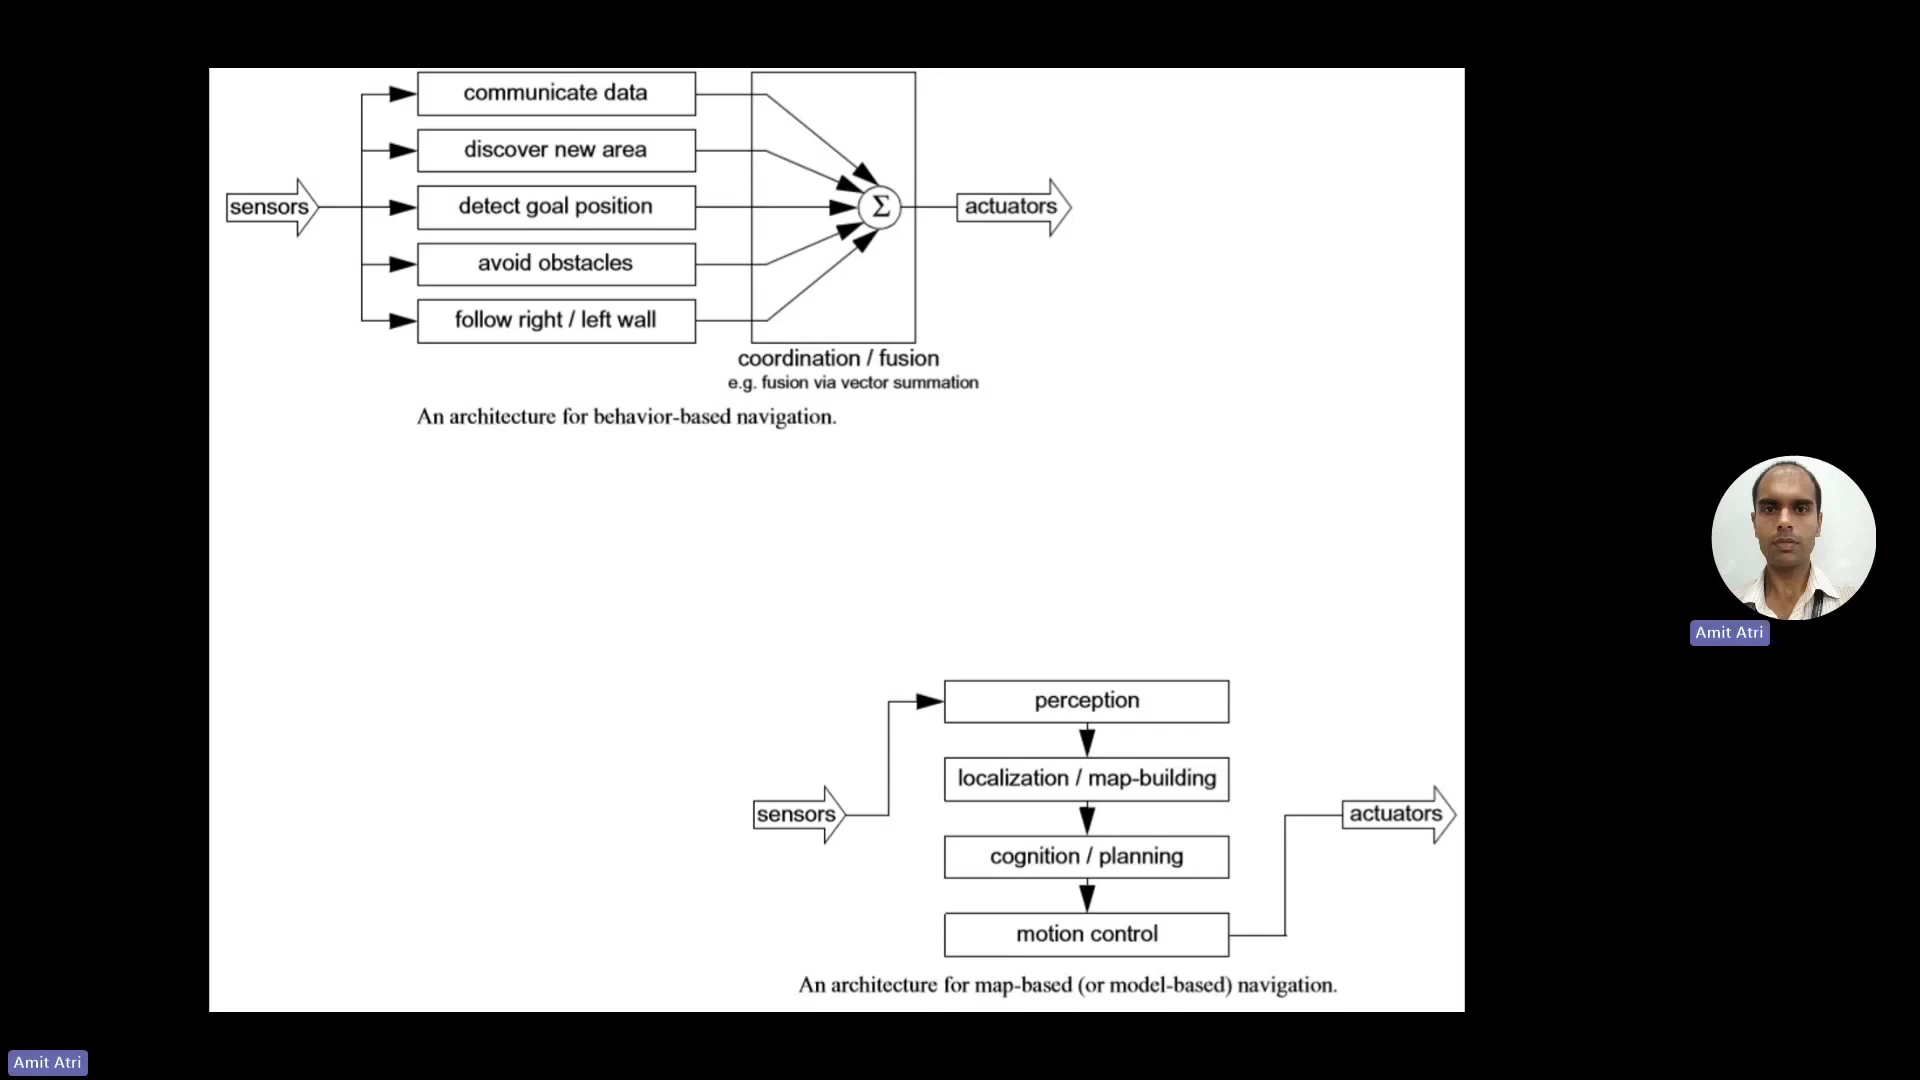 communicate data
discover new area
sensors
detect goal position
Σ
actuators
avoid obstacles
follow right / left wall
coordination / fusion
e.g. fusion via vector summation
An architecture for behavior-based navigation.
perception
localization / map-building
sensors
actuators
cognition / planning
motion control
An architecture for map-based (or model-based) navigation.
Amit Atri
Amit Atri